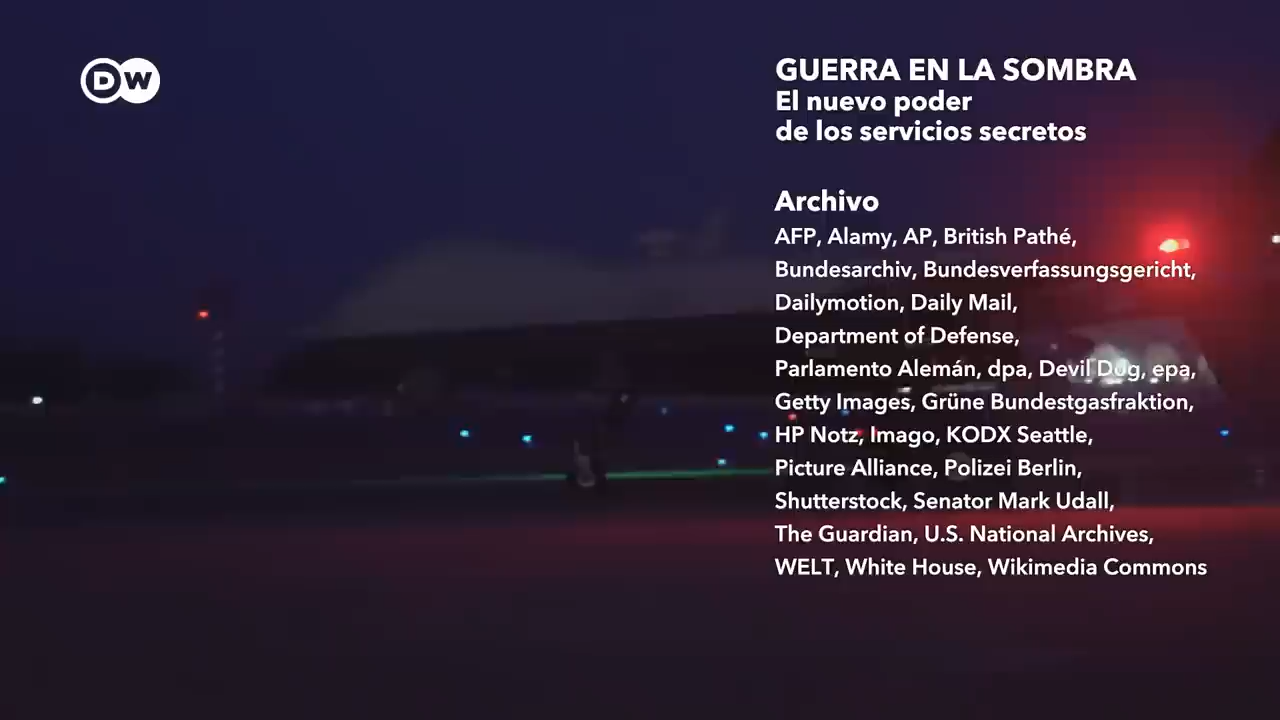 DW
GUERRA EN LA SOMBRA
El nuevo poder
de los servicios secretos
Archivo
AFP, Alamy, AP, British Pathé,
Bundesarchiv, Bundesverfassungsgericht,
Dailymotion, Daily Mail,
Department of Defense,
Parlamento Alemán, dpa, Devil Dog, epa,
Getty Images, Grüne Bundestgasfraktion,
HP Notz, Imago, KODX Seattle,
Picture Alliance, Polizei Berlin,
Shutterstock, Senator Mark Udall,
The Guardian, U.S. National Archives,
WELT, White House, Wikimedia Commons